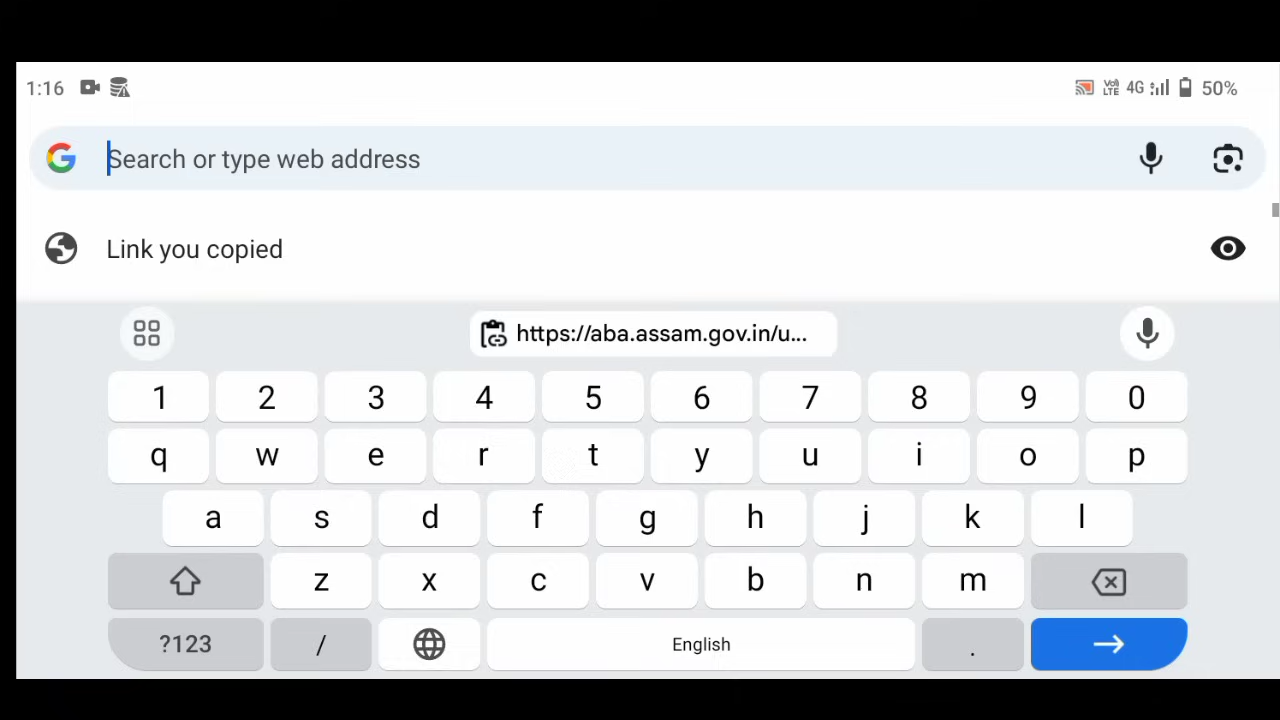 1:16 4G 50%
Search or type web address
Link you copied
https://aba.assam.gov.in/u...
1 2 3 4 5 6 7 8 9 0
q w e r t y u i o p
a s d f g h j k l
z x c v b n m
?123 / English .